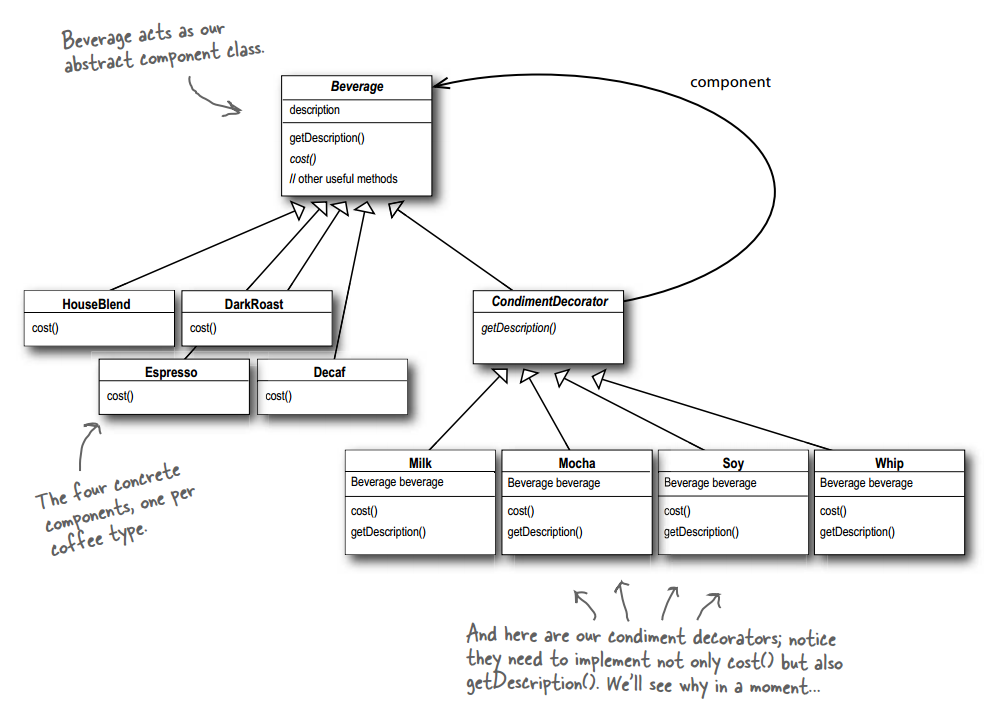 Beverage acts as our
abstract component class.
component
Beverage
description
getDescription()
cost()
// other useful methods
HouseBlend
cost()
DarkRoast
cost()
CondimentDecorator
getDescription()
Espresso
cost()
Decaf
cost()
The four concrete
components, one per
coffee type.
Milk
Beverage beverage
cost()
getDescription()
Mocha
Beverage beverage
cost()
getDescription()
Soy
Beverage beverage
cost()
getDescription()
Whip
Beverage beverage
cost()
getDescription()
And here are our condiment decorators; notice
they need to implement not only cost() but also
getDescription(). We'll see why in a moment...